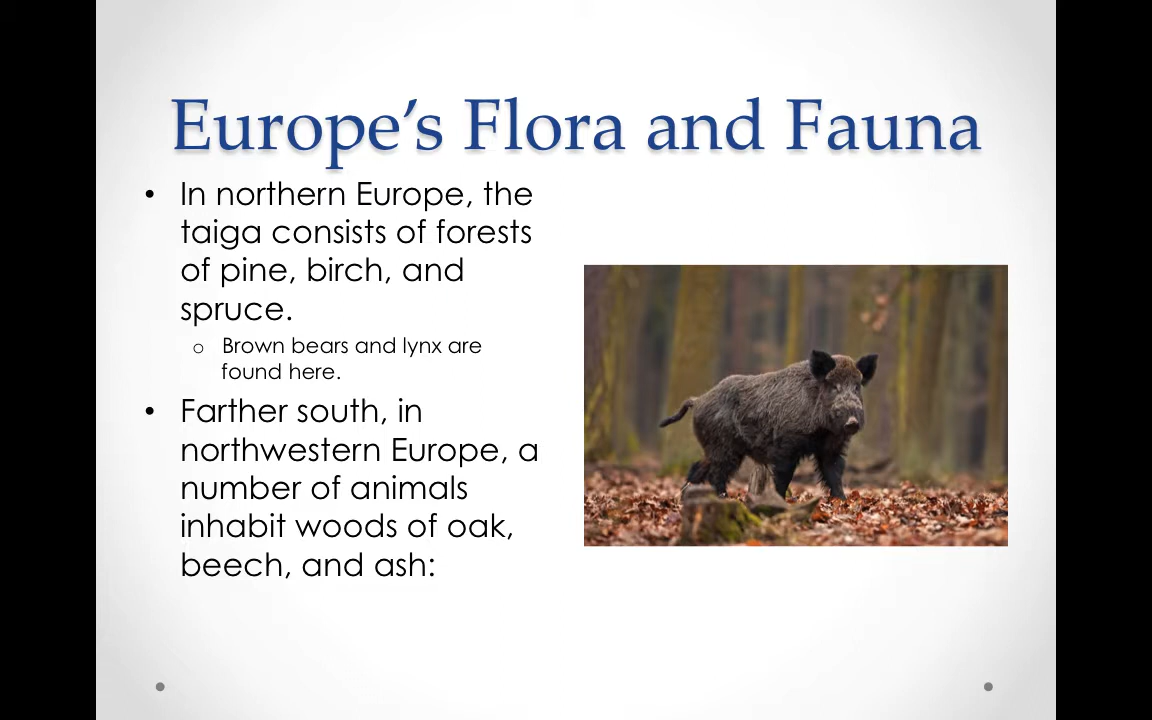 Europe’s Flora and Fauna
• In northern Europe, the
taiga consists of forests
of pine, birch, and
spruce.
o Brown bears and lynx are
found here.
• Farther south, in
northwestern Europe, a
number of animals
inhabit woods of oak,
beech, and ash: